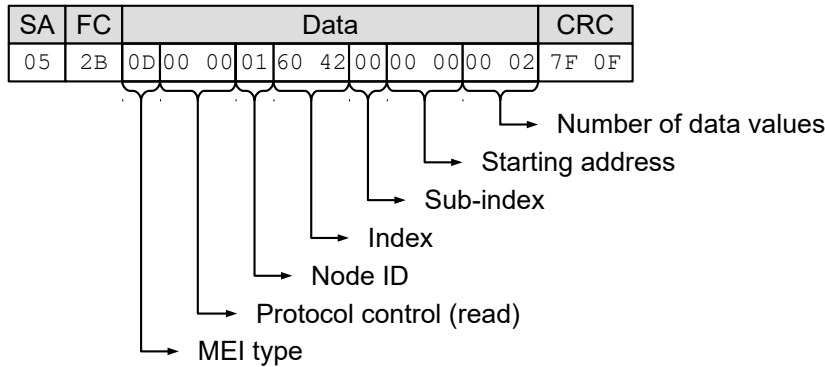 SA FC Data CRC
05 2B 0D 00 00 01 60 42 00 00 00 00 02 7F 0F
Number of data values
Starting address
Sub-index
Index
Node ID
Protocol control (read)
MEI type